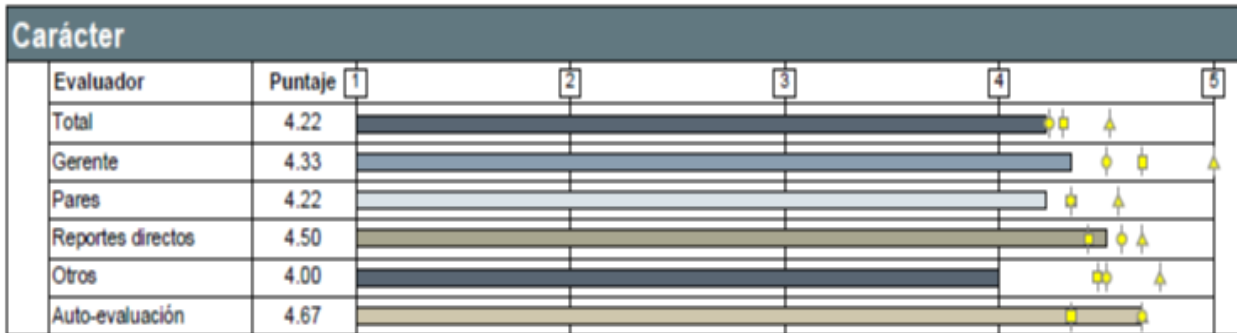 Carácter
Evaluador Puntaje 1 2 3 4 5
Total 4.22
Gerente 4.33
Pares 4.22
Reportes directos 4.50
Otros 4.00
Auto-evaluación 4.67